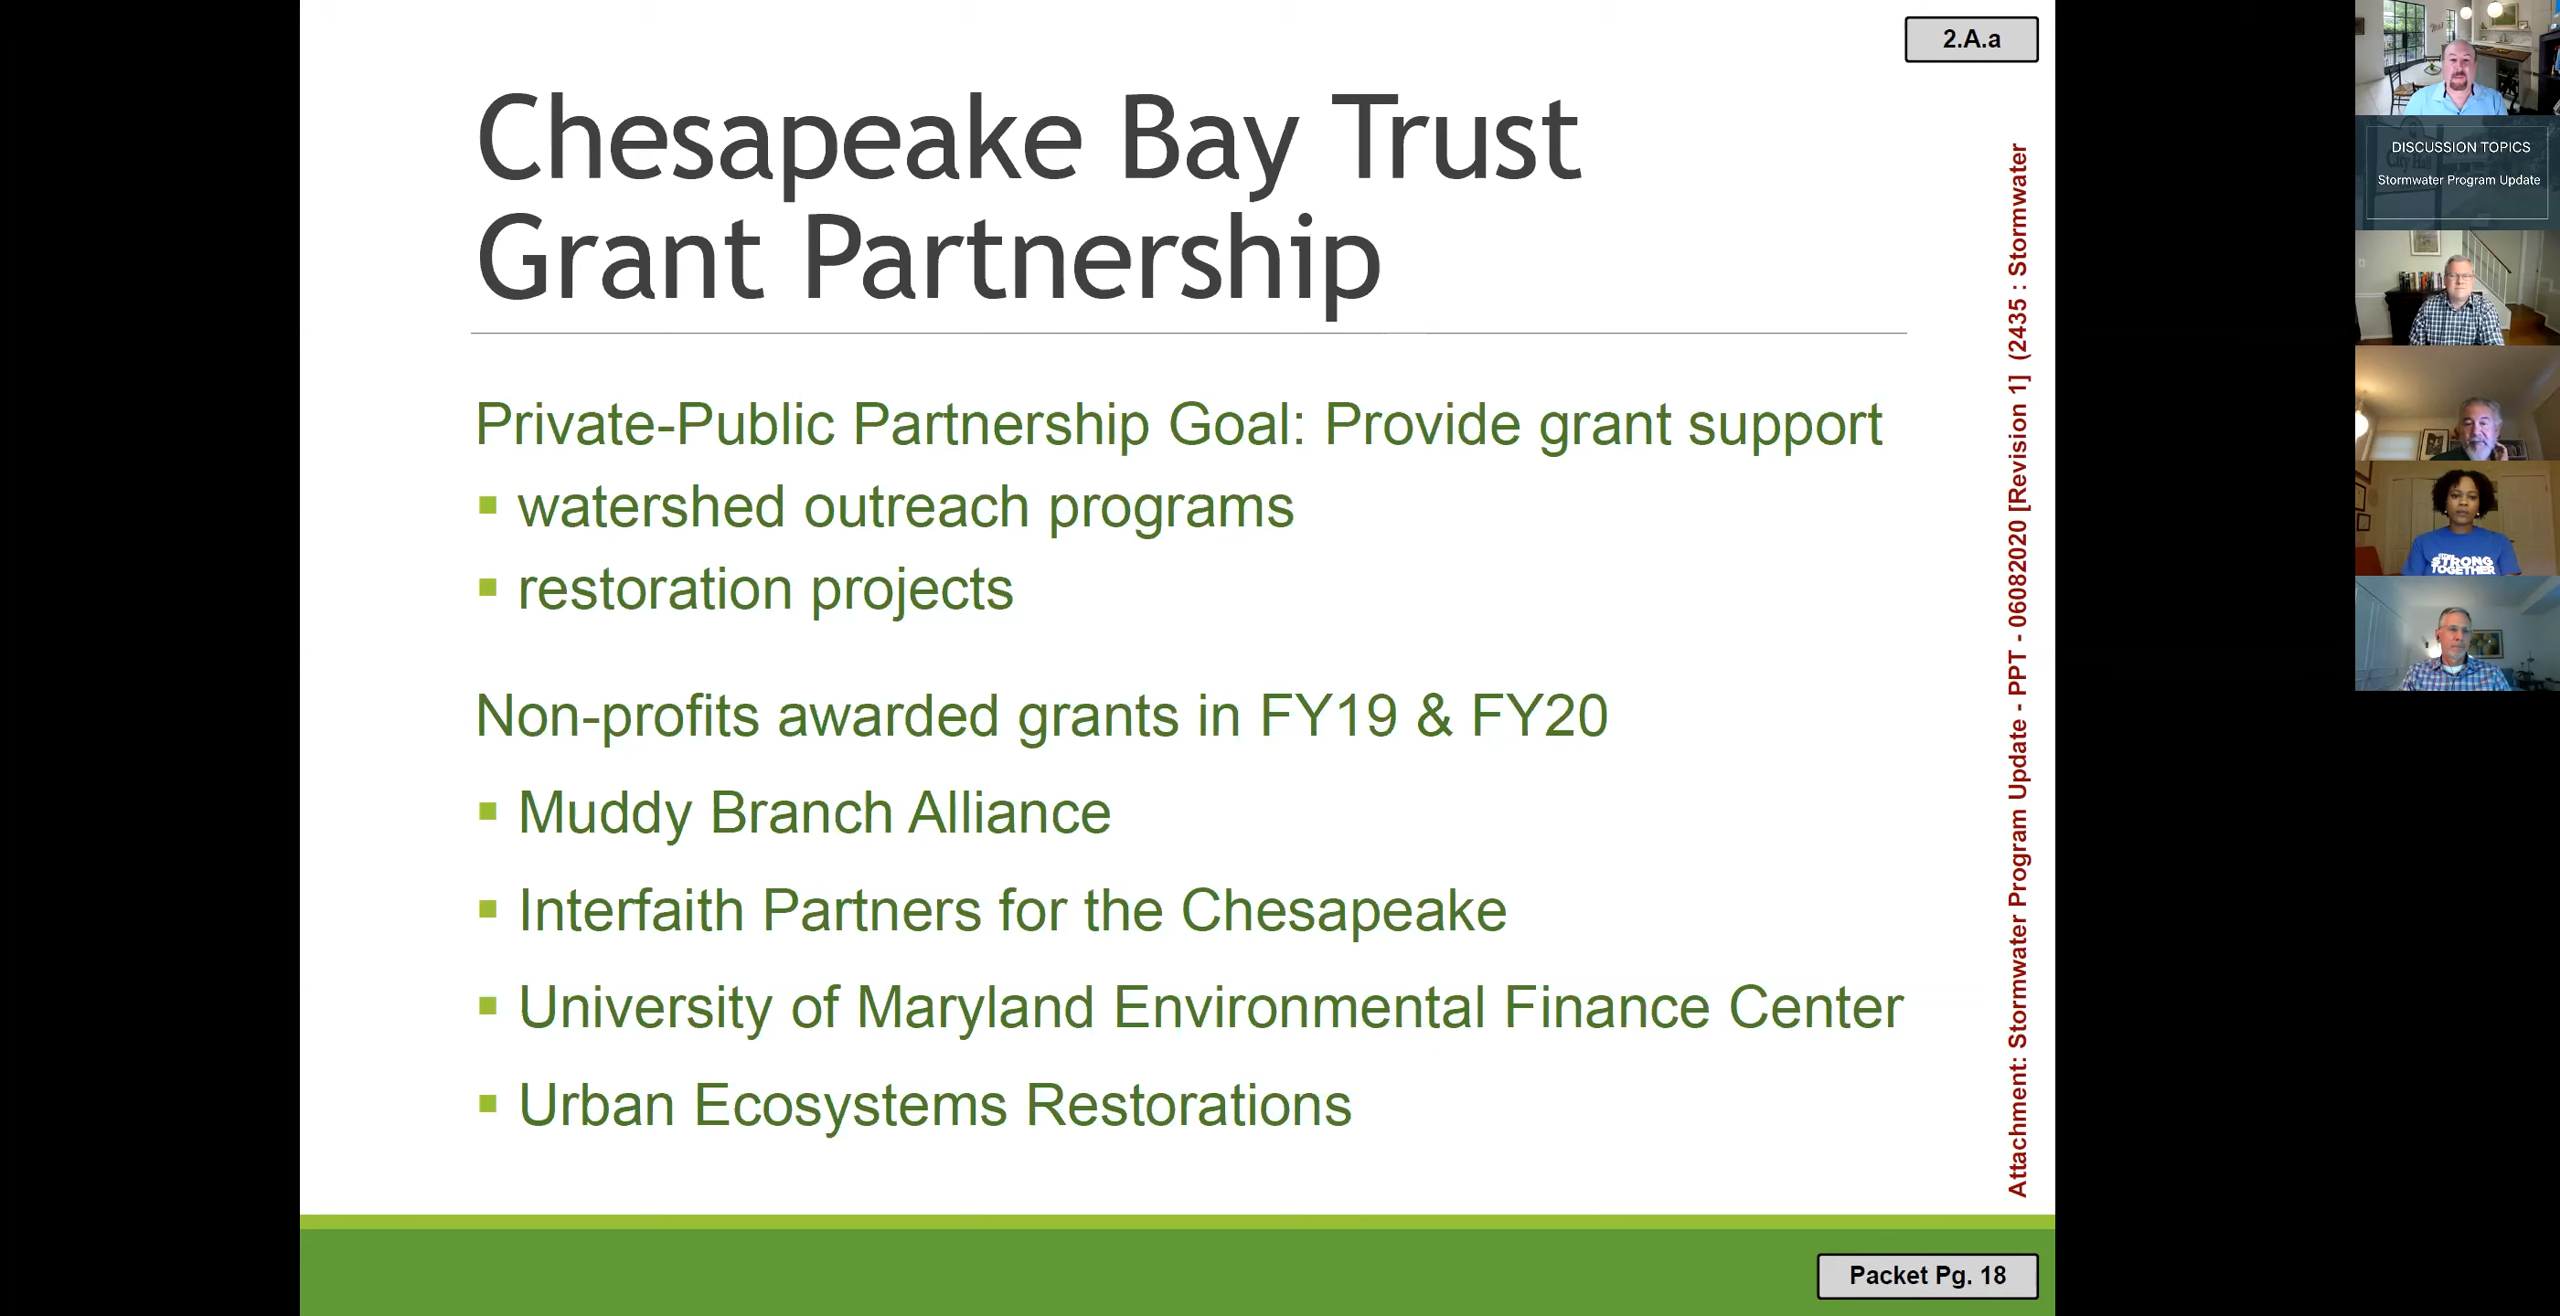 2.A.a
Chesapeake Bay Trust
Grant Partnership
Private-Public Partnership Goal: Provide grant support
watershed outreach programs
restoration projects
Non-profits awarded grants in FY19 & FY20
Muddy Branch Alliance
Interfaith Partners for the Chesapeake
University of Maryland Environmental Finance Center
Urban Ecosystems Restorations
Attachment: Stormwater Program Update - PPT - 06082020 [Revision 1] (2435 : Stormwater
Packet Pg. 18
DISCUSSION TOPICS
Stormwater Program Update
STRONG
TOGETHER